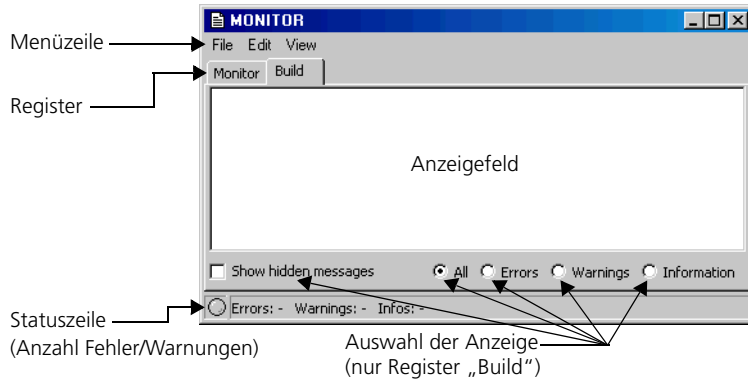 MONITOR
Menüzeile
File Edit View
Monitor Build
Register
Anzeigefeld
Show hidden messages All Errors Warnings Information
Errors: - Warnings: - Infos: -
Statuszeile
(Anzahl Fehler/Warnungen)
Auswahl der Anzeige
(nur Register „Build“)